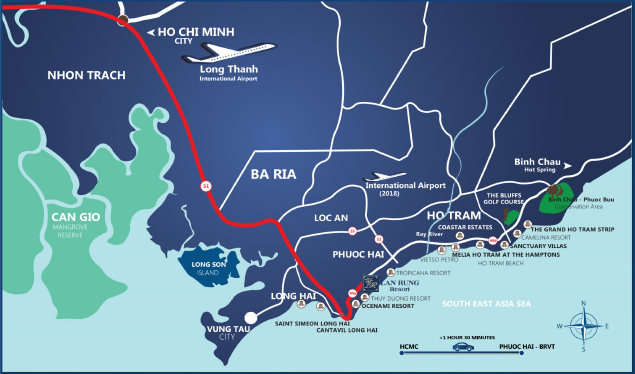 HO CHI MINH
CITY
Long Thanh
International Airport
NHON TRACH
51
BA RIA
International Airport
(2018)
Binh Chau
Hot Spring
THE BLUFFS
GOLF COURSE
Binh Chau - Phuoc Buu
Conservation Area
CAN GIO
MANGROVE
RESERVE
LOC AN
HO TRAM
COASTAR ESTATES
Ray River
THE GRAND HO TRAM STRIP
CAMELINA RESORT
SANCTUARY VILLAS
PHUOC HAI
VIETSO PETRO
MELIA HO TRAM AT THE HAMPTONS
HO TRAM BEACH
LONG SON
ISLAND
TROPICANA RESORT
LAN RUNG
Resort
THUY DUONG RESORT
OCENAMI RESORT
LONG HAI
SAINT SIMEON LONG HAI
CANTAVIL LONG HAI
VUNG TAU
CITY
SOUTH EAST ASIA SEA
N
W
E
S
<1 HOUR 30 MINUTES
HCMC
PHUOC HAI - BRVT